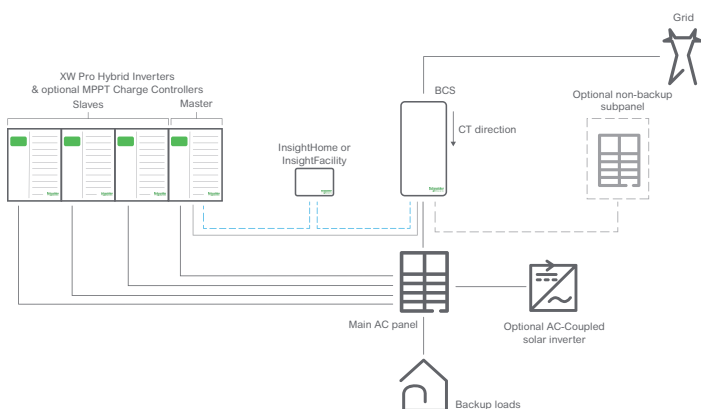 Grid
XW Pro Hybrid Inverters
& optional MPPT Charge Controllers
Slaves
Master
BCS
Optional non-backup
subpanel
CT direction
InsightHome or
InsightFacility
Main AC panel
Optional AC-Coupled
solar inverter
Backup loads